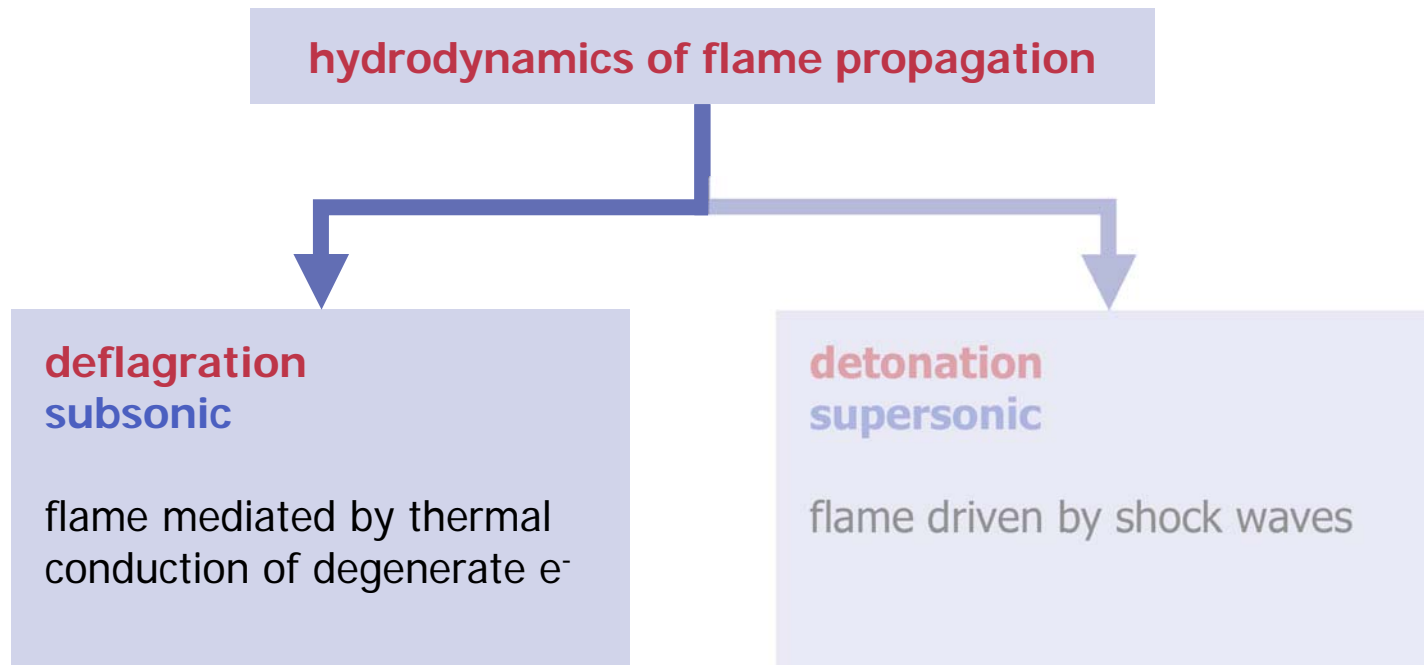 hydrodynamics of flame propagation
deflagration
subsonic
flame mediated by thermal
conduction of degenerate e⁻
detonation
supersonic
flame driven by shock waves